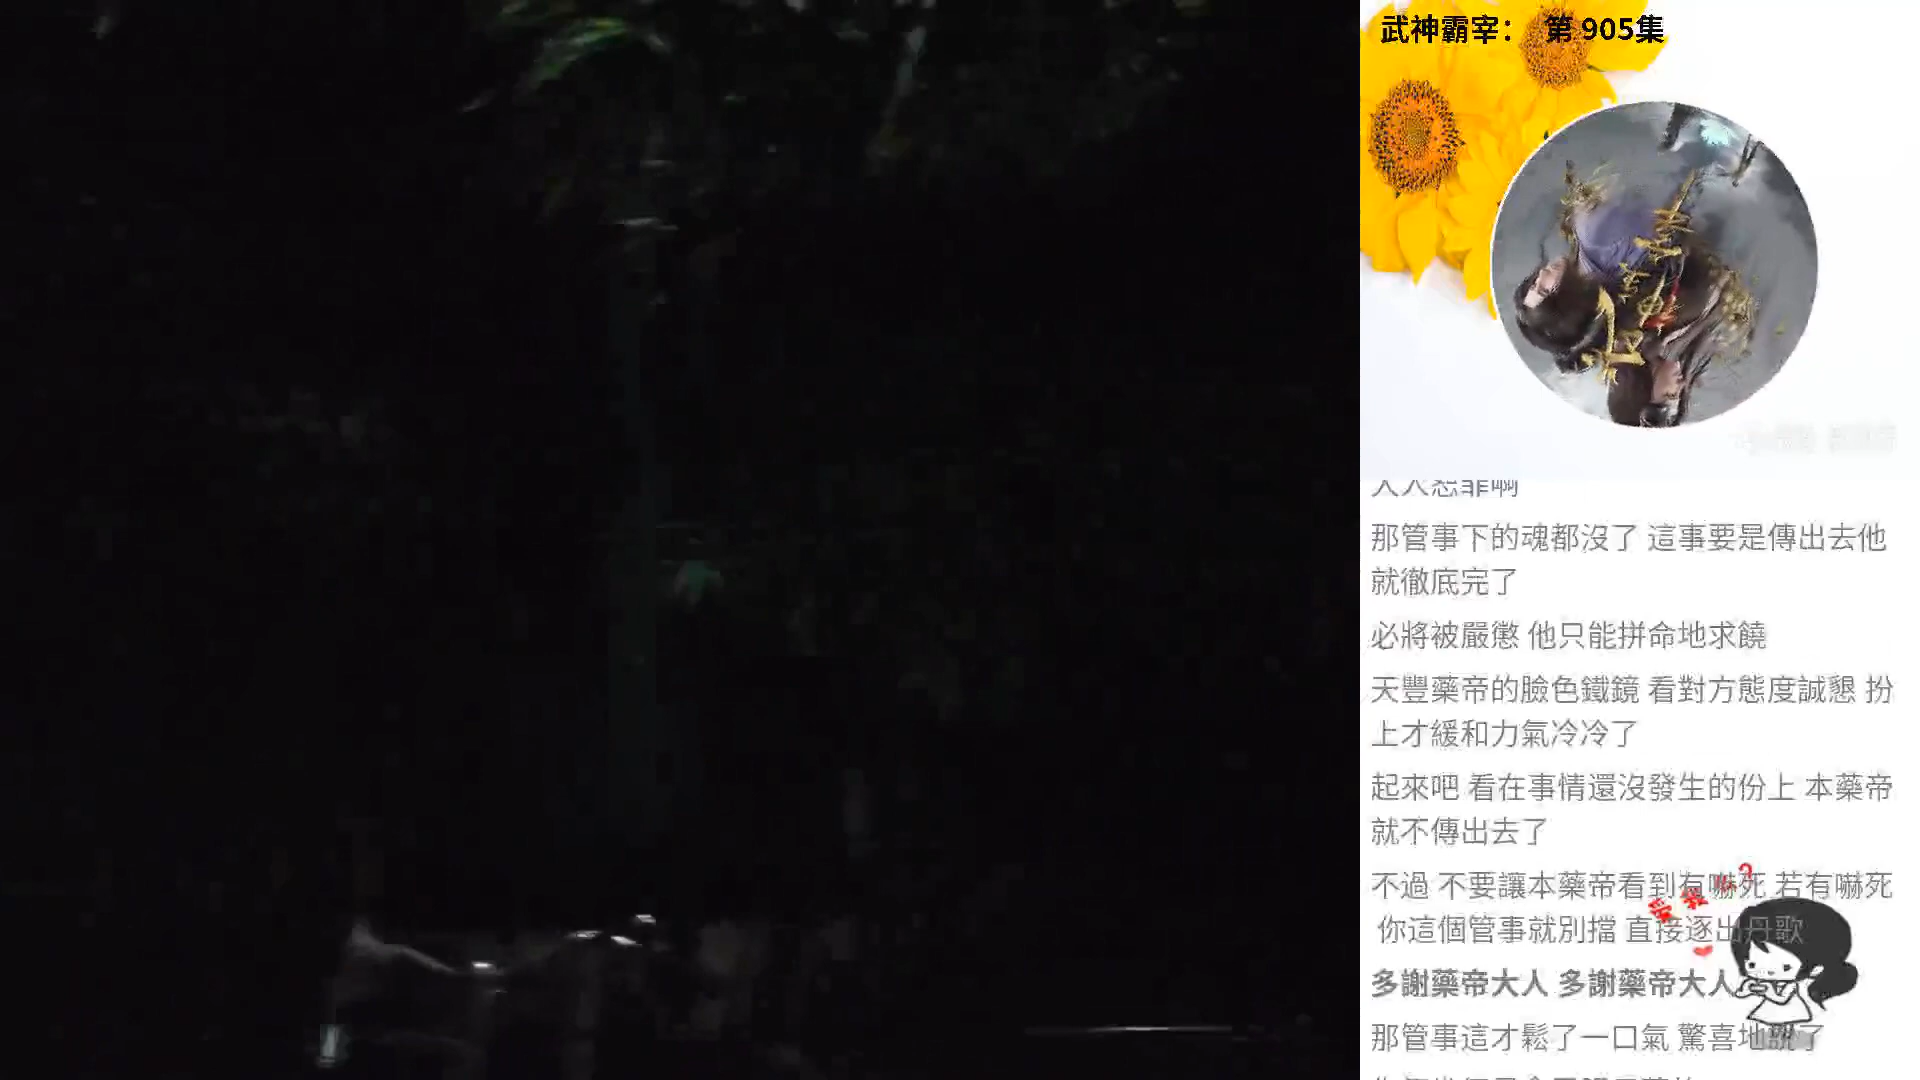 武神霸宰： 第 905集
那管事下的魂都沒了 這事要是傳出去他
就徹底完了
必將被嚴懲 他只能拼命地求饒
天豐藥帝的臉色鐵鏡 看對方態度誠懇 扮
上才緩和力氣冷冷了
起來吧 看在事情還沒發生的份上 本藥帝
就不傳出去了
不過 不要讓本藥帝看到有嚇死 若有嚇死
你這個管事就別擋 直接逐出丹歌
多謝藥帝大人 多謝藥帝大人
那管事這才鬆了一口氣 驚喜地說了